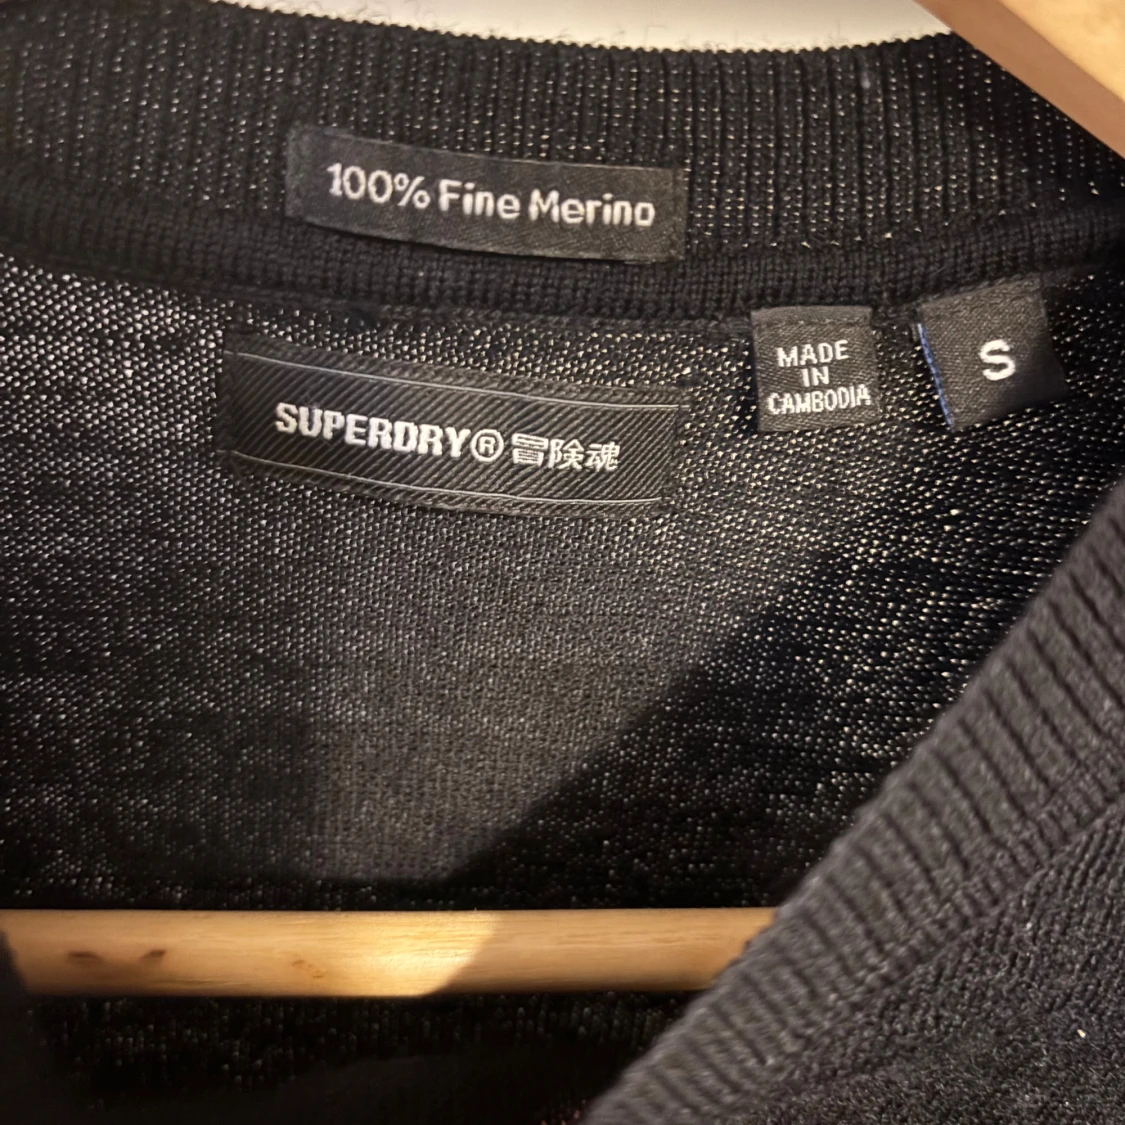 100% Fine Merino
SUPERDRY®冒険魂
MADE
IN
CAMBODIA
S